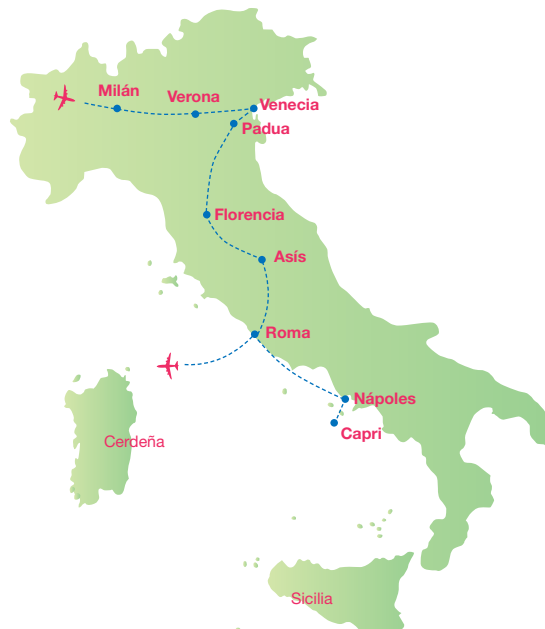 Milán
Verona
Venecia
Padua
Florencia
Asís
Roma
Nápoles
Capri
Cerdeña
Sicilia